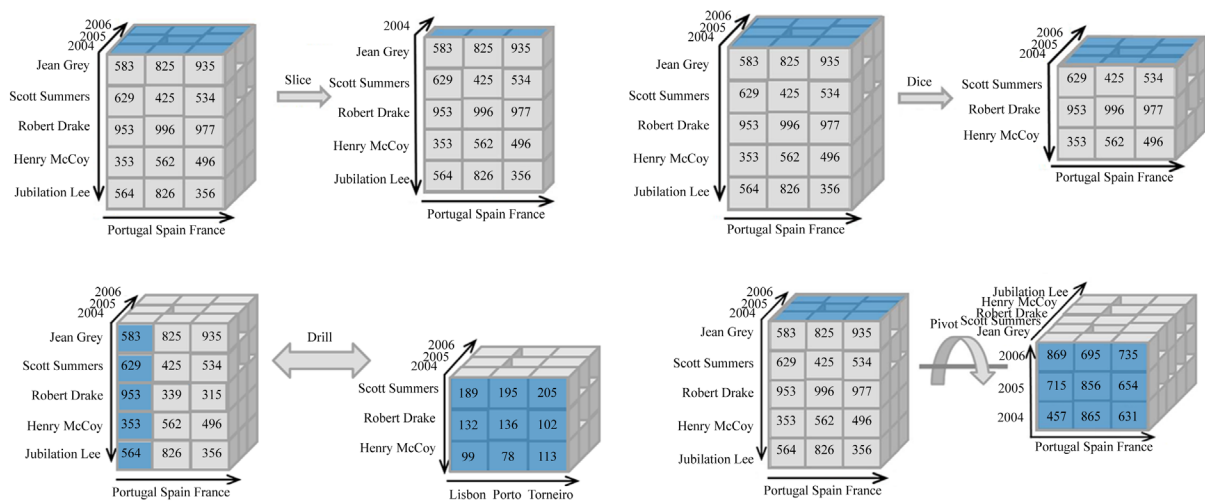 2006
2005
2004
Jean Grey 583 825 935
Scott Summers 629 425 534
Robert Drake 953 996 977
Henry McCoy 353 562 496
Jubilation Lee 564 826 356
Portugal Spain France
Slice
2004
Jean Grey 583 825 935
Scott Summers 629 425 534
Robert Drake 953 996 977
Henry McCoy 353 562 496
Jubilation Lee 564 826 356
Portugal Spain France
2006
2005
2004
Jean Grey 583 825 935
Scott Summers 629 425 534
Robert Drake 953 996 977
Henry McCoy 353 562 496
Jubilation Lee 564 826 356
Portugal Spain France
Dice
2006
2005
2004
Scott Summers 629 425 534
Robert Drake 953 996 977
Henry McCoy 353 562 496
Portugal Spain France
2006
2005
2004
Jean Grey 583 825 935
Scott Summers 629 425 534
Robert Drake 953 339 315
Henry McCoy 353 562 496
Jubilation Lee 564 826 356
Portugal Spain France
Drill
2006
2005
2004
Scott Summers 189 195 205
Robert Drake 132 136 102
Henry McCoy 99 78 113
Lisbon Porto Torneiro
2006
2005
2004
Jean Grey 583 825 935
Scott Summers 629 425 534
Robert Drake 953 996 977
Henry McCoy 353 562 496
Jubilation Lee 564 826 356
Portugal Spain France
Pivot
Jubilation Lee
Henry McCoy
Robert Drake
Scott Summers
Jean Grey
2006 869 695 735
2005 715 856 654
2004 457 865 631
Portugal Spain France